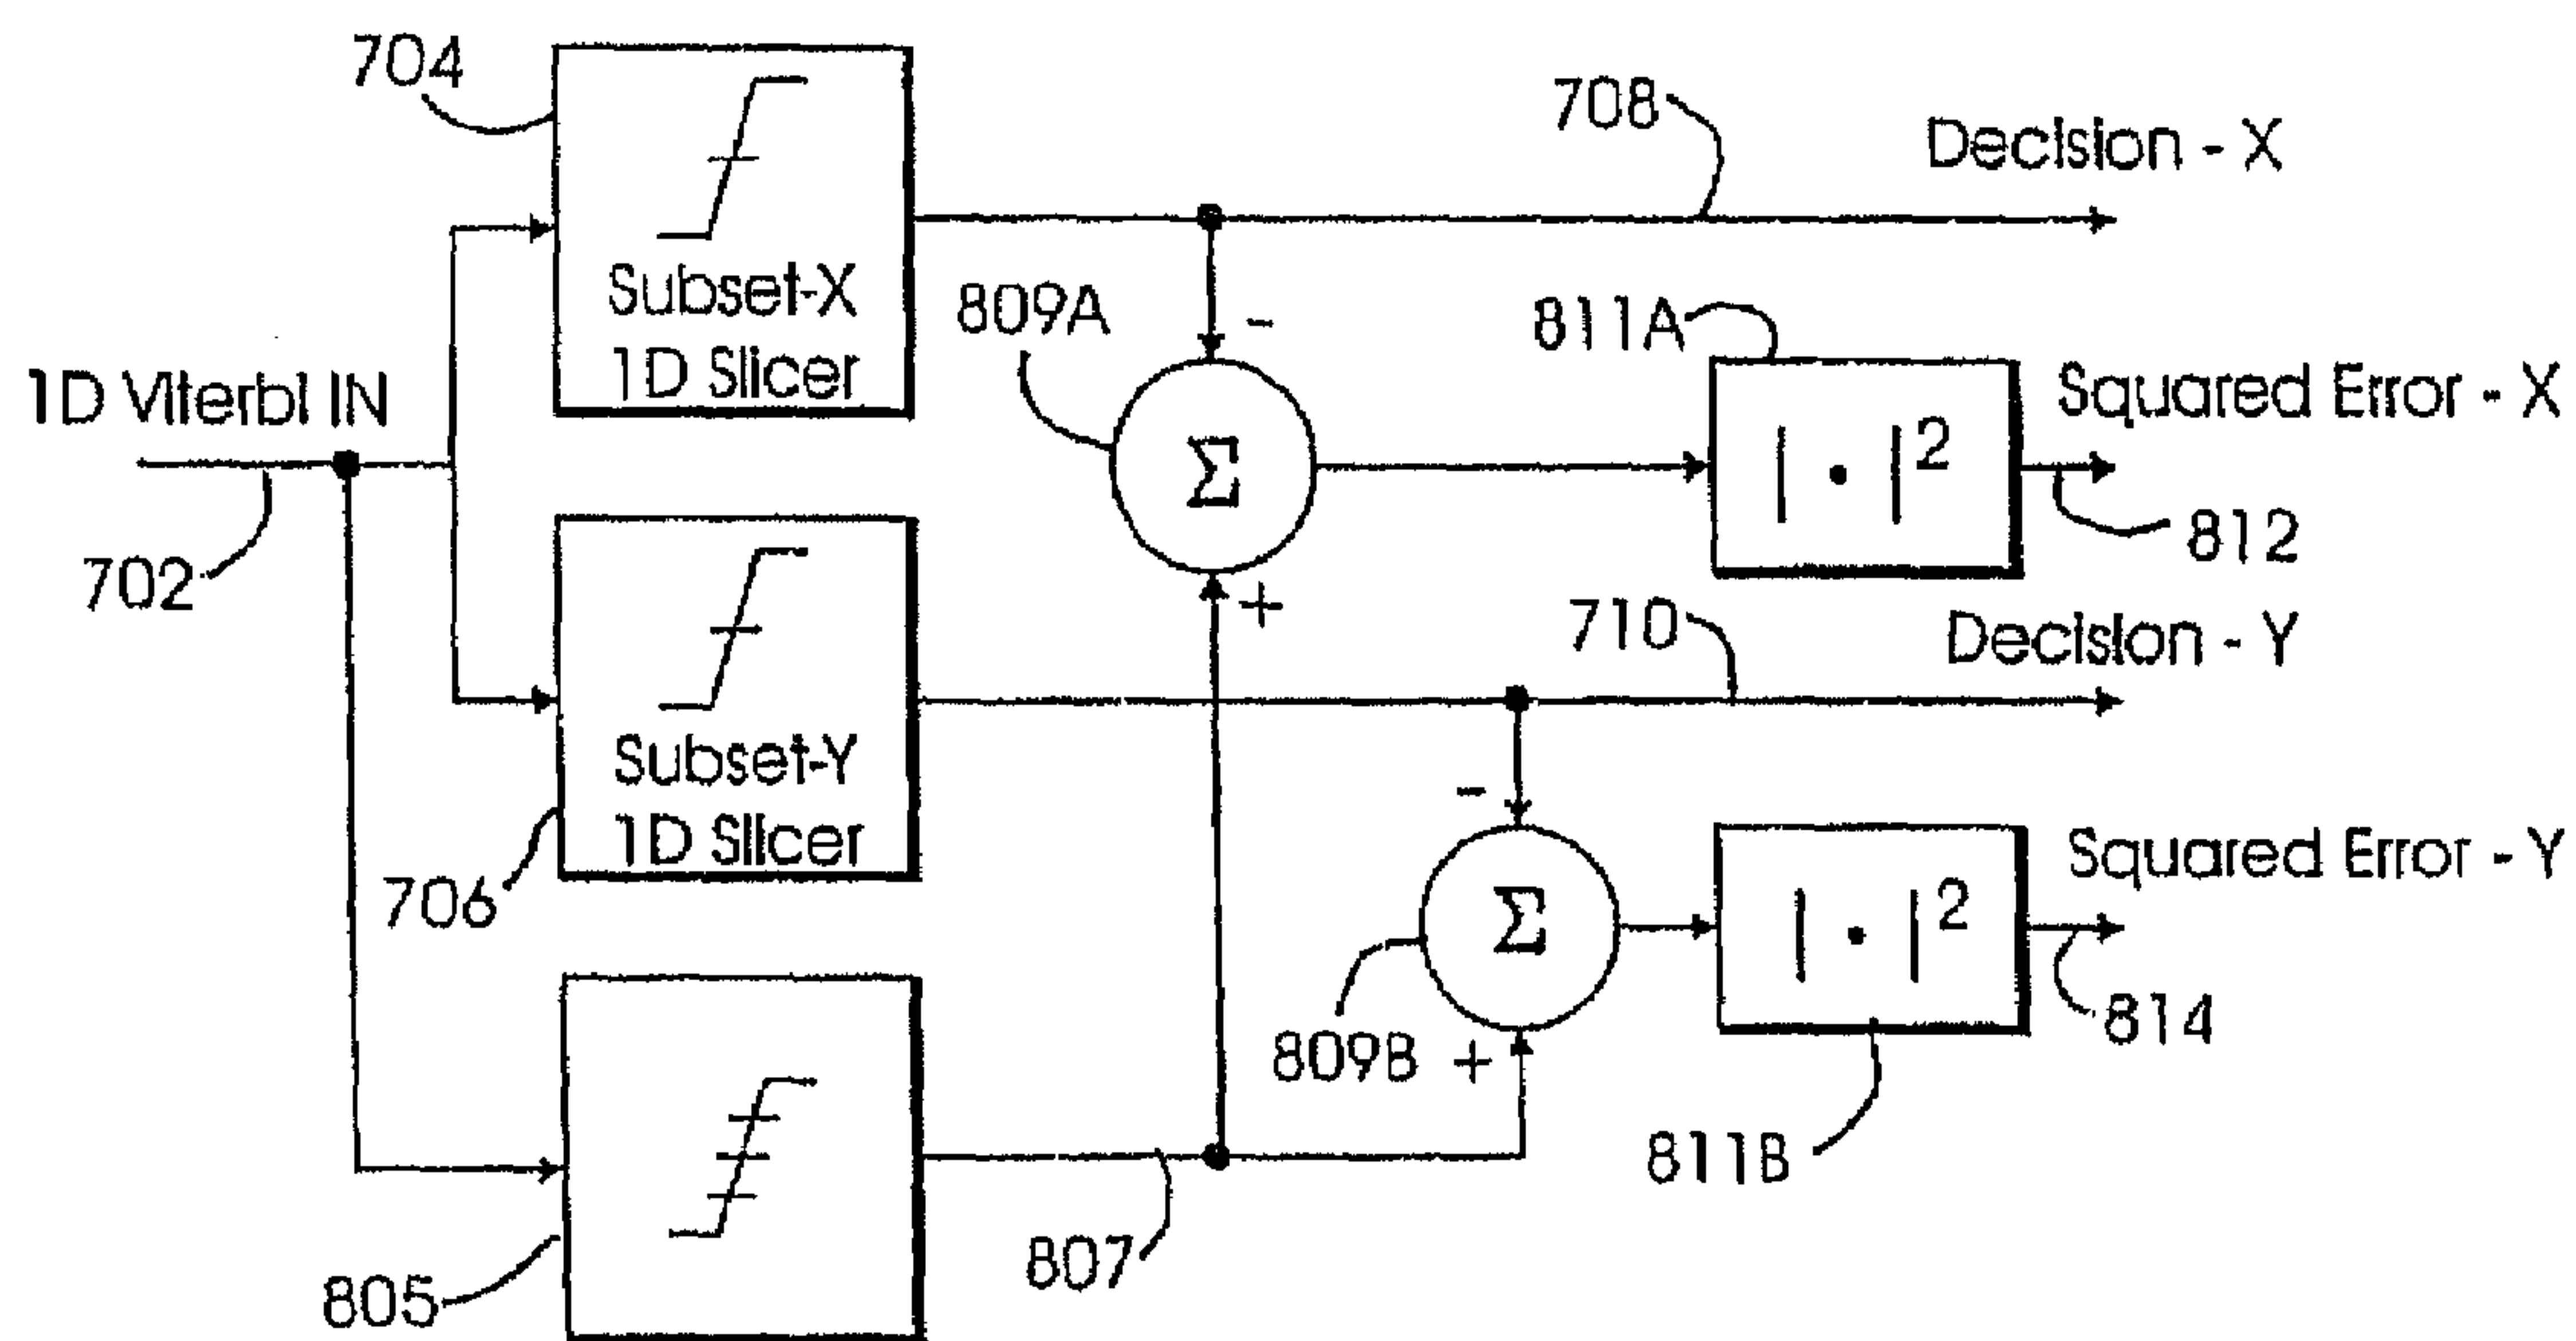 704
708
Decision - X
Subset-X
1D Slicer
809A
-
811A
1D Viterbi IN
Σ
| • |²
Squared Error - X
702
812
+
710
Decision - Y
Subset-Y
1D Slicer
-
706
Σ
| • |²
Squared Error - Y
809B
+
814
811B
807
805